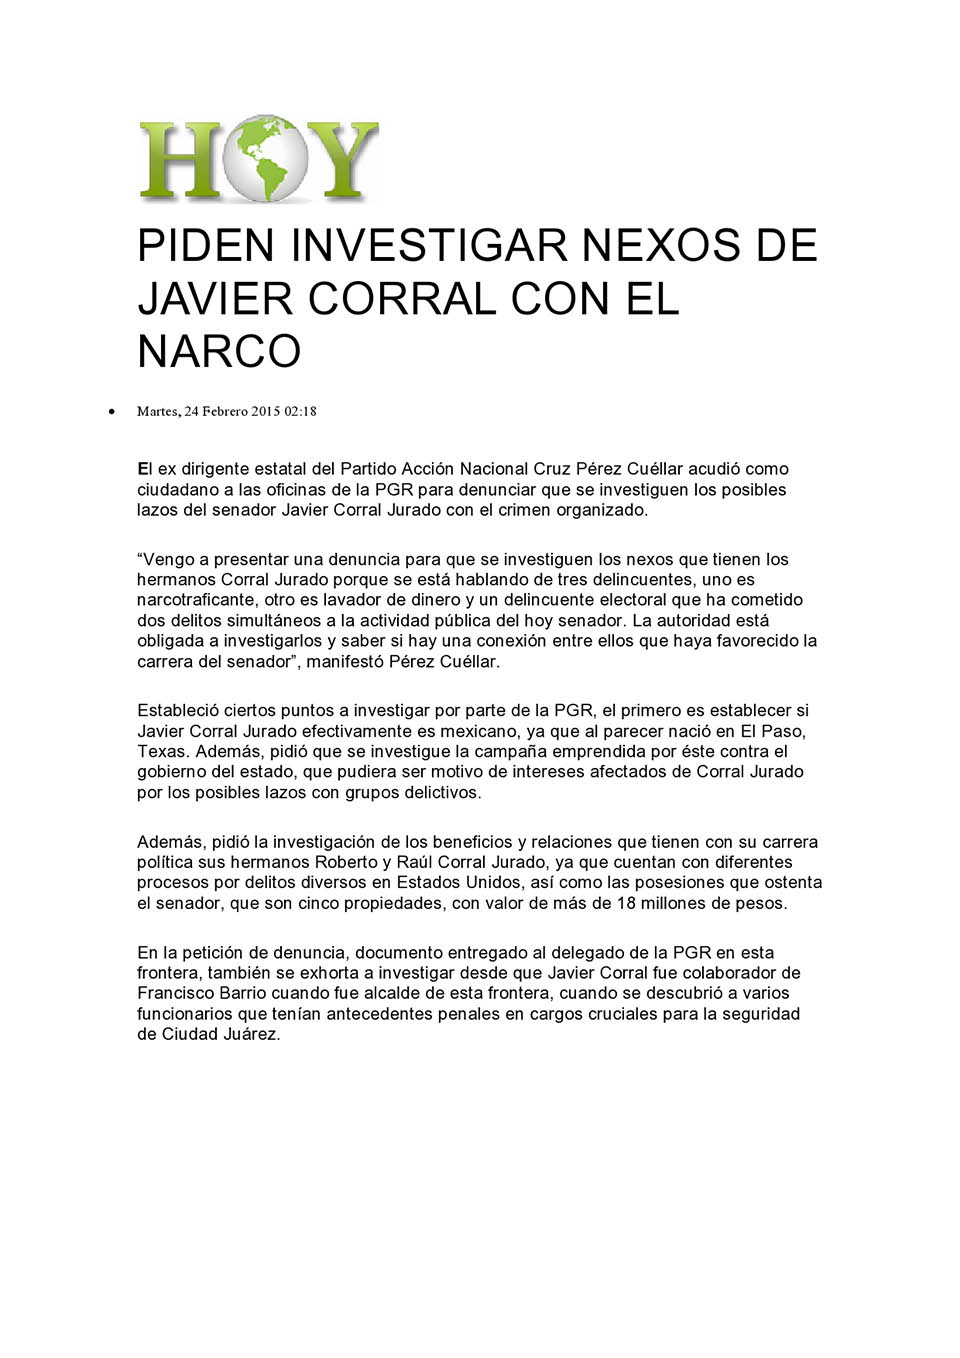 HOY
PIDEN INVESTIGAR NEXOS DE
JAVIER CORRAL CON EL
NARCO
• Martes, 24 Febrero 2015 02:18
El ex dirigente estatal del Partido Acción Nacional Cruz Pérez Cuéllar acudió como
ciudadano a las oficinas de la PGR para denunciar que se investiguen los posibles
lazos del senador Javier Corral Jurado con el crimen organizado.
“Vengo a presentar una denuncia para que se investiguen los nexos que tienen los
hermanos Corral Jurado porque se está hablando de tres delincuentes, uno es
narcotraficante, otro es lavador de dinero y un delincuente electoral que ha cometido
dos delitos simultáneos a la actividad pública del hoy senador. La autoridad está
obligada a investigarlos y saber si hay una conexión entre ellos que haya favorecido la
carrera del senador”, manifestó Pérez Cuéllar.
Estableció ciertos puntos a investigar por parte de la PGR, el primero es establecer si
Javier Corral Jurado efectivamente es mexicano, ya que al parecer nació en El Paso,
Texas. Además, pidió que se investigue la campaña emprendida por éste contra el
gobierno del estado, que pudiera ser motivo de intereses afectados de Corral Jurado
por los posibles lazos con grupos delictivos.
Además, pidió la investigación de los beneficios y relaciones que tienen con su carrera
política sus hermanos Roberto y Raúl Corral Jurado, ya que cuentan con diferentes
procesos por delitos diversos en Estados Unidos, así como las posesiones que ostenta
el senador, que son cinco propiedades, con valor de más de 18 millones de pesos.
En la petición de denuncia, documento entregado al delegado de la PGR en esta
frontera, también se exhorta a investigar desde que Javier Corral fue colaborador de
Francisco Barrio cuando fue alcalde de esta frontera, cuando se descubrió a varios
funcionarios que tenían antecedentes penales en cargos cruciales para la seguridad
de Ciudad Juárez.